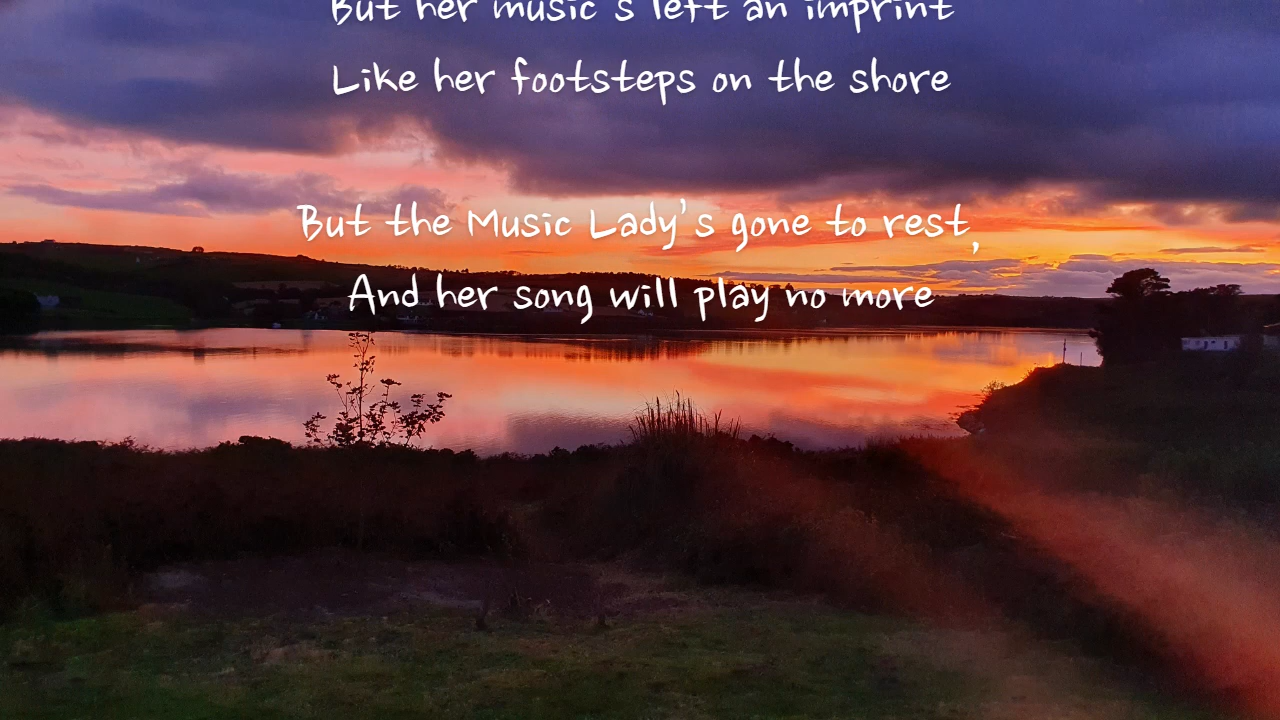 But her music's left an imprint
Like her footsteps on the shore
But the Music Lady's gone to rest,
And her song will play no more